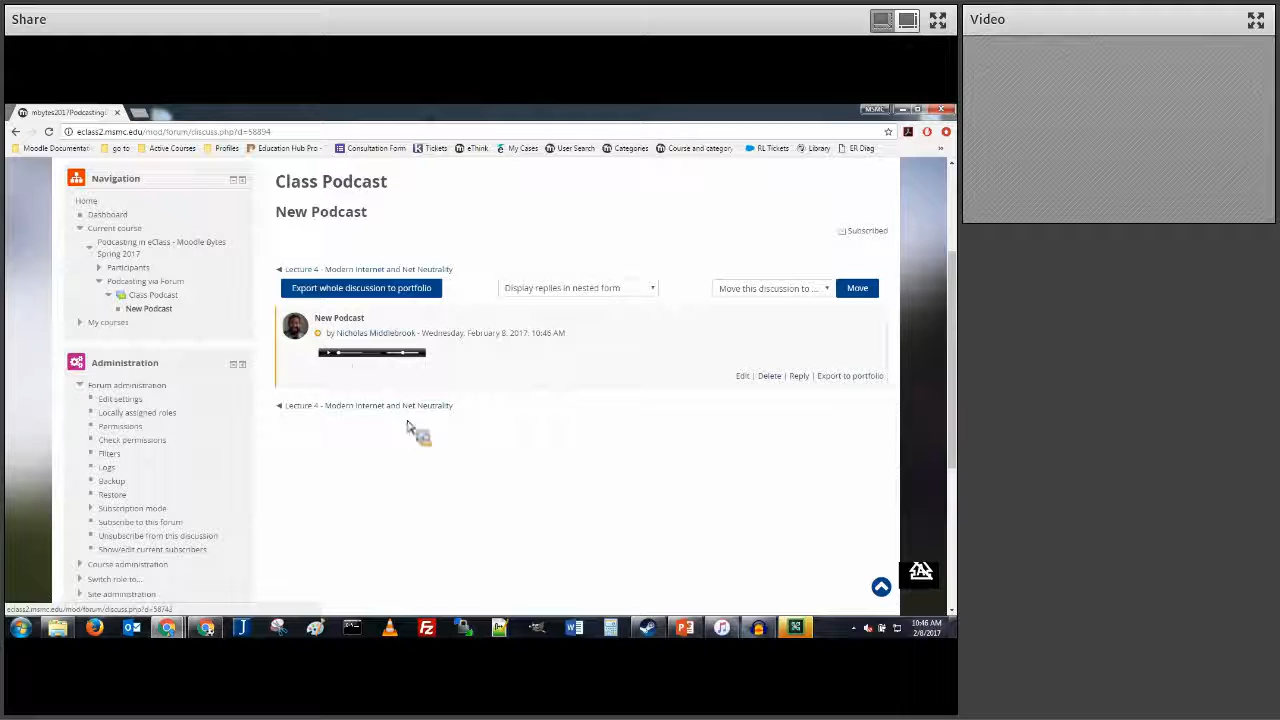 Share
Video
mbytes2017Podcasting:
MSMC
eclass2.msmc.edu/mod/forum/discuss.php?d=58894
Moodle Documentat
go to
Active Courses
Profiles
Education Hub Pro -
Consultation Form
Tickets
eThink
My Cases
User Search
Categories
Course and category
RL Tickets
Library
ER Diag
»
Navigation
Home
Dashboard
Current course
Podcasting in eClass - Moodle Bytes
Spring 2017
Participants
Podcasting via Forum
Class Podcast
New Podcast
My courses
Administration
Forum administration
Edit settings
Locally assigned roles
Permissions
Check permissions
Filters
Logs
Backup
Restore
Subscription mode
Subscribe to this forum
Unsubscribe from this discussion
Show/edit current subscribers
Course administration
Switch role to...
Site administration
Class Podcast
New Podcast
Subscribed
◄ Lecture 4 - Modern Internet and Net Neutrality
Export whole discussion to portfolio
Display replies in nested form
Move this discussion to ...
Move
New Podcast
by Nicholas Middlebrook - Wednesday, February 8, 2017, 10:46 AM
Edit | Delete | Reply | Export to portfolio
◄ Lecture 4 - Modern Internet and Net Neutrality
10:46 AM
2/8/2017